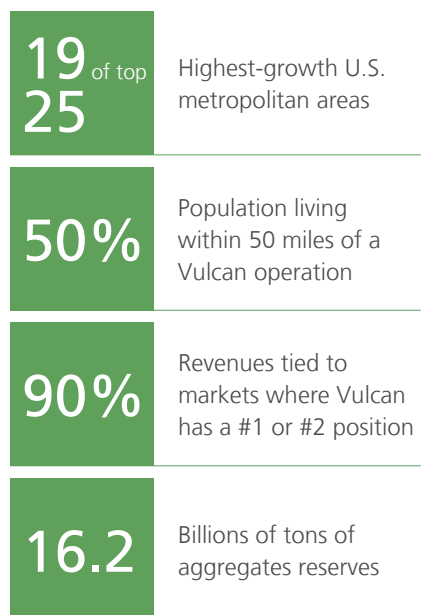 19 of top
25
Highest-growth U.S.
metropolitan areas
50%
Population living
within 50 miles of a
Vulcan operation
90%
Revenues tied to
markets where Vulcan
has a #1 or #2 position
16.2
Billions of tons of
aggregates reserves